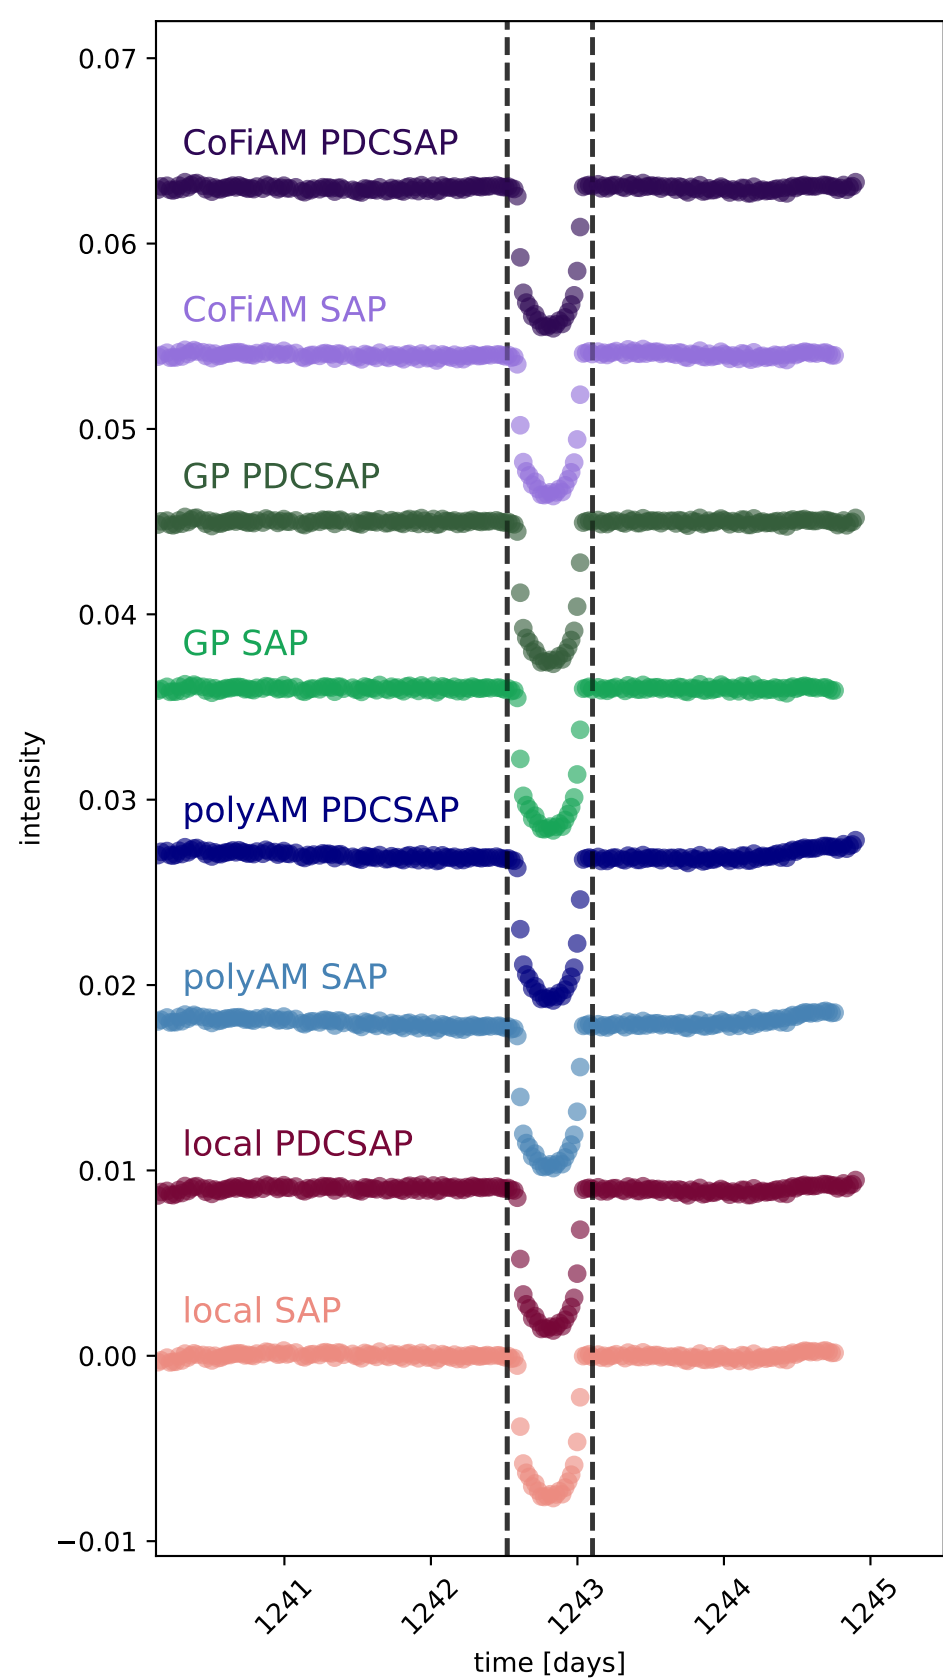 0.07
CoFiAM PDCSAP
0.06
CoFiAM SAP
0.05
GP PDCSAP
0.04
GP SAP
0.03
polyAM PDCSAP
intensity
0.02
polyAM SAP
0.01
local PDCSAP
0.00
local SAP
−0.01
1241 1242 1243 1244 1245
time [days]